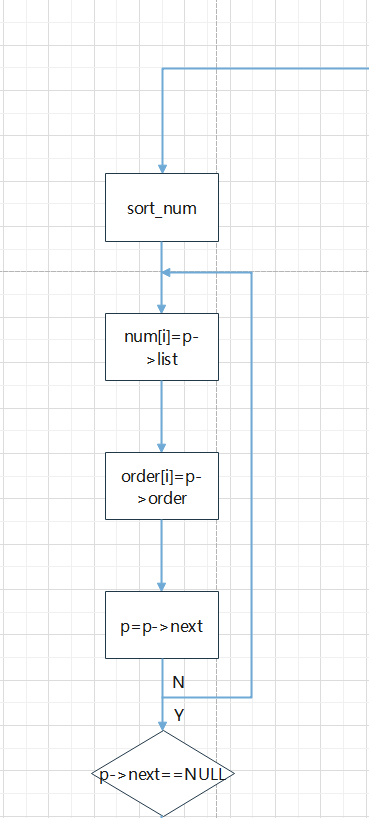 sort_num
num[i]=p-
>list
order[i]=p-
>order
p=p->next
N
Y
p->next==NULL